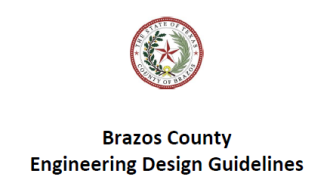 THE STATE OF TEXAS
COUNTY OF BRAZOS
Brazos County
Engineering Design Guidelines